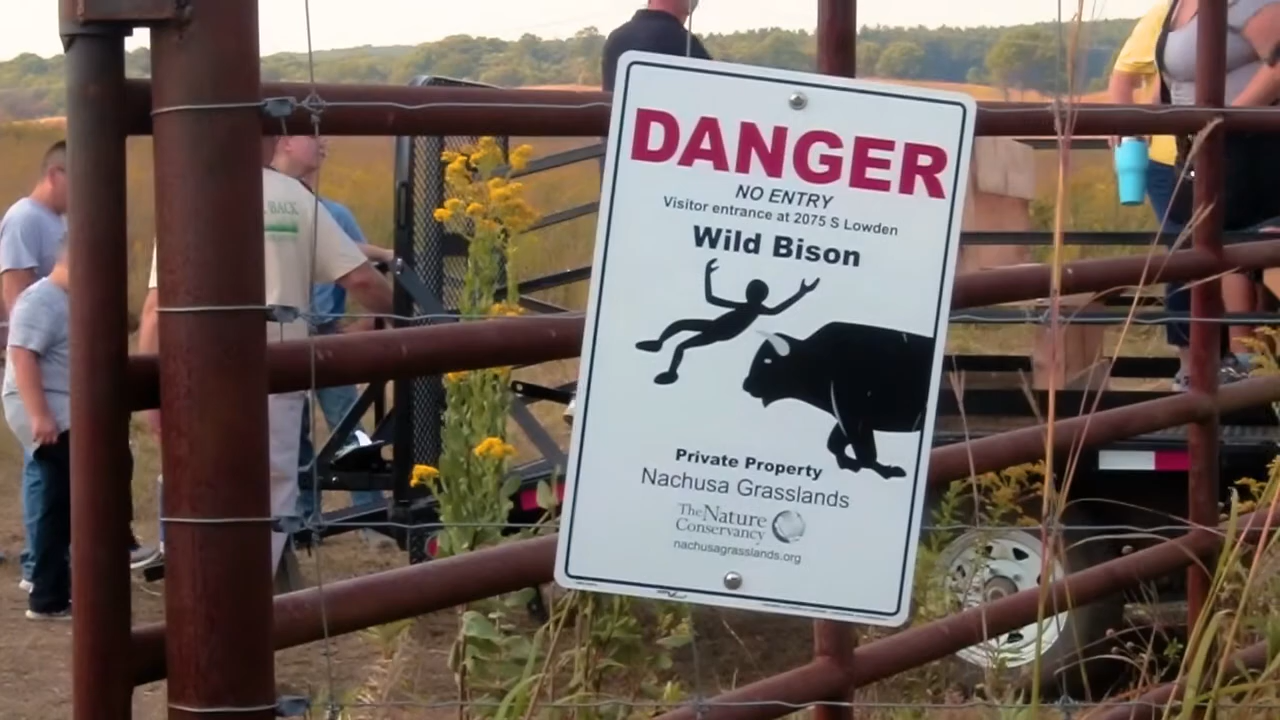 DANGER
NO ENTRY
Visitor entrance at 2075 S Lowden
Wild Bison
Private Property
Nachusa Grasslands
The Nature
Conservancy
nachusagrasslands.org
BACK